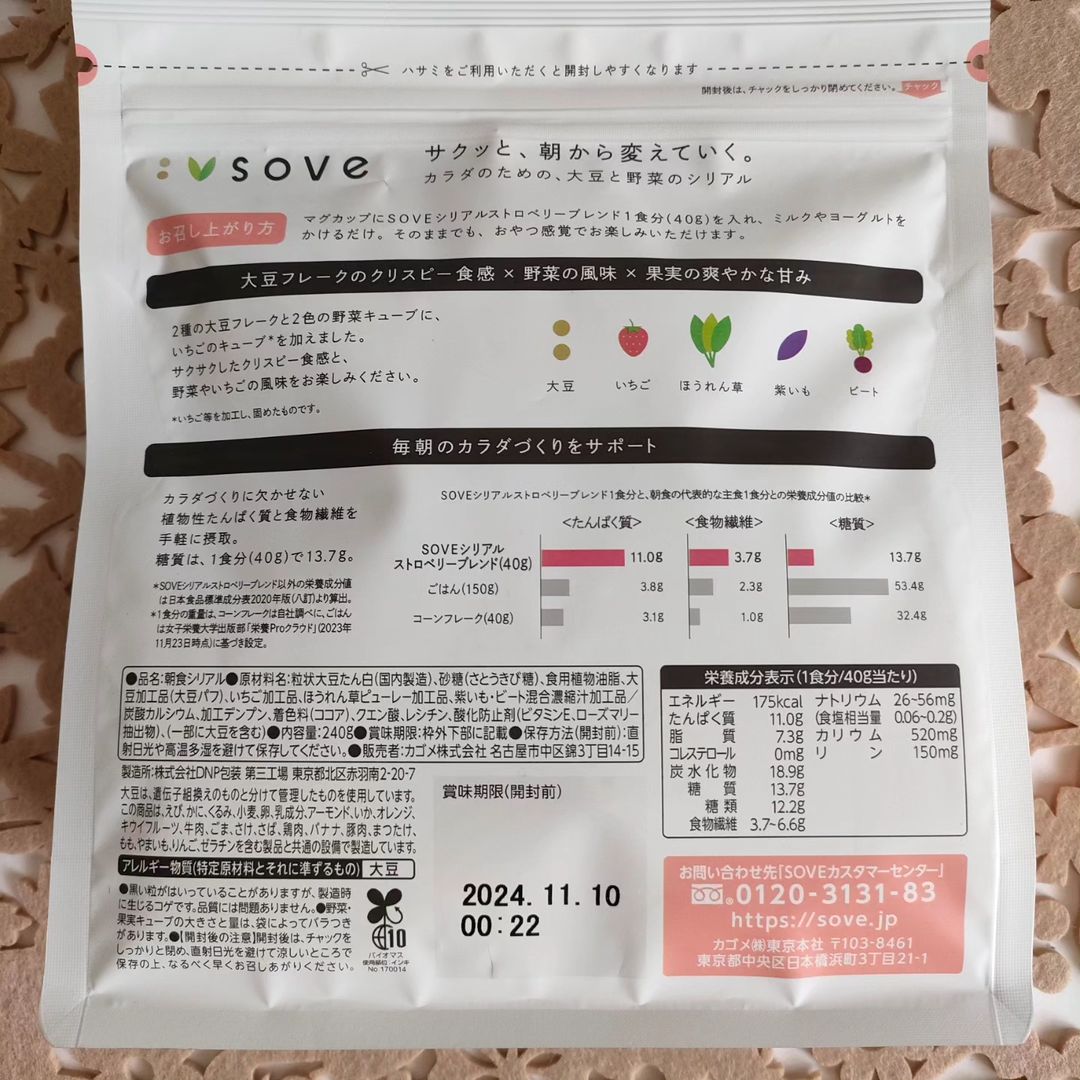 ハサミをご利用いただくと開封しやすくなります
開封後は、チャックをしっかり閉めてください。 チャック
sove
サクッと、朝から変えていく。
カラダのための、大豆と野菜のシリアル
お召し上がり方
マグカップにSOVEシリアルストロベリーブレンド1食分(40g)を入れ、ミルクやヨーグルトを
かけるだけ。そのままでも、おやつ感覚でお楽しみいただけます。
大豆フレークのクリスピー食感 × 野菜の風味 × 果実の爽やかな甘み
2種の大豆フレークと2色の野菜キューブに、
いちごのキューブ*を加えました。
サクサクしたクリスピー食感と、
野菜やいちごの風味をお楽しみください。
*いちご等を加工し、固めたものです。
大豆 いちご ほうれん草 紫いも ビート
毎朝のカラダづくりをサポート
カラダづくりに欠かせない
植物性たんぱく質と食物繊維を
手軽に摂取。
糖質は、1食分(40g)で13.7g。
*SOVEシリアルストロベリーブレンド以外の栄養成分値
は日本食品標準成分表2020年版(八訂)より算出。
*1食分の重量は、コーンフレークは自社調べに、ごはん
は女子栄養大学出版部「栄養Proクラウド」(2023年
11月23日時点)に基づき設定。
SOVEシリアルストロベリーブレンド1食分と、朝食の代表的な主食1食分との栄養成分値の比較*
<たんぱく質> <食物繊維> <糖質>
SOVEシリアル
ストロベリーブレンド(40g) 11.0g 3.7g 13.7g
ごはん(150g) 3.8g 2.3g 53.4g
コーンフレーク(40g) 3.1g 1.0g 32.4g
●品名:朝食シリアル●原材料名:粒状大豆たん白(国内製造)、砂糖(さとうきび糖)、食用植物油脂、大
豆加工品(大豆パフ)、いちご加工品、ほうれん草ピューレー加工品、紫いも・ビート混合濃縮汁加工品/
炭酸カルシウム、加工デンプン、着色料(ココア)、クエン酸、レシチン、酸化防止剤(ビタミンE、ローズマリー
抽出物)、(一部に大豆を含む)●内容量:240g●賞味期限:枠外下部に記載●保存方法(開封前):直
射日光や高温多湿を避けて保存してください。●販売者:カゴメ株式会社 名古屋市中区錦3丁目14-15
製造所:株式会社DNP包装 第三工場 東京都北区赤羽南2-20-7
大豆は、遺伝子組換えのものと分けて管理したものを使用しています。
この商品は、えび、かに、くるみ、小麦、卵、乳成分、アーモンド、いか、オレンジ、
キウイフルーツ、牛肉、ごま、さけ、さば、鶏肉、バナナ、豚肉、まつたけ、
もも、やまいも、りんご、ゼラチンを含む製品と共通の設備で製造しています。
アレルギー物質(特定原材料とそれに準ずるもの) 大豆
●黒い粒がはいっていることがありますが、製造時
に生じるコゲです。品質には問題ありません。●野菜・
果実キューブの大きさと量は、袋によってバラつき
があります。●【開封後の注意】開封後は、チャックを
しっかりと閉め、直射日光を避けて涼しいところで
保存の上、なるべく早くお召しあがりください。
10
バイオマス
使用部位:インキ
No.170014
賞味期限(開封前)
2024.11.10
00:22
栄養成分表示(1食分/40g当たり)
エネルギー 175kcal ナトリウム 26~56mg
たんぱく質 11.0g (食塩相当量 0.06~0.2g)
脂質 7.3g カリウム 520mg
コレステロール 0mg リン 150mg
炭水化物 18.9g
糖質 13.7g
糖類 12.2g
食物繊維 3.7~6.6g
お問い合わせ先「SOVEカスタマーセンター」
0120-3131-83
https://sove.jp
カゴメ㈱東京本社 〒103-8461
東京都中央区日本橋浜町3丁目21-1